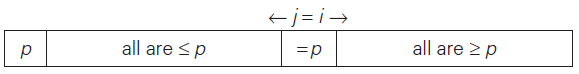 ← j = i →
p all are ≤ p = p all are ≥ p